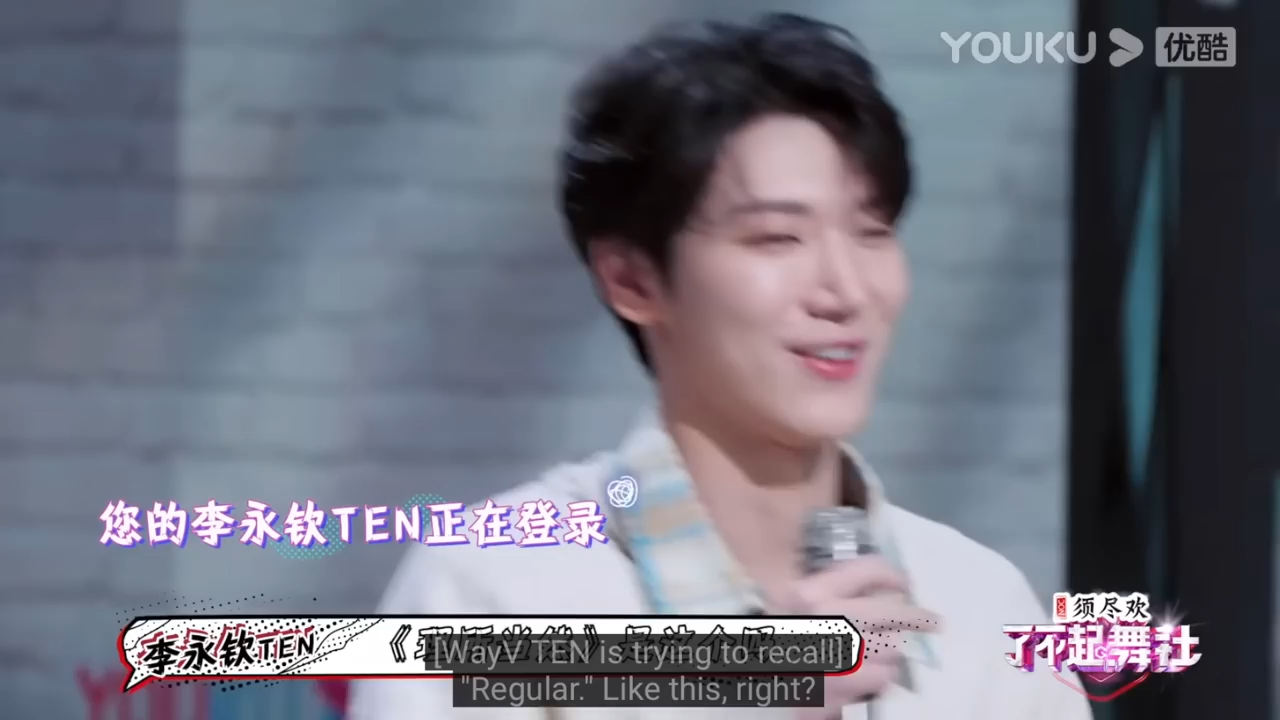 YOUKU 优酷
您的李永钦TEN正在登录
李永钦TEN
[WayV TEN is trying to recall]
"Regular." Like this, right?
须尽欢
了不起舞社